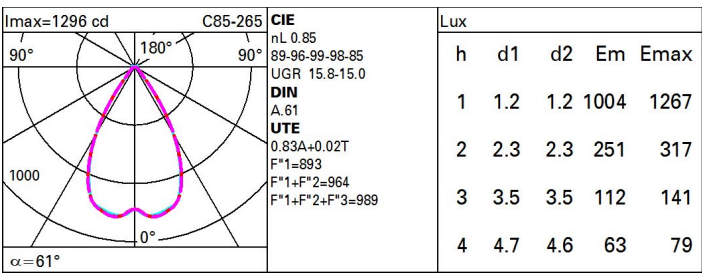 Imax=1296 cd C85-265
90° 180° 90°
1000
0°
α=61°
CIE
nL 0.85
89-96-99-98-85
UGR 15.8-15.0
DIN
A.61
UTE
0.83A+0.02T
F"1=893
F"1+F"2=964
F"1+F"2+F"3=989
Lux
h d1 d2 Em Emax
1 1.2 1.2 1004 1267
2 2.3 2.3 251 317
3 3.5 3.5 112 141
4 4.7 4.6 63 79